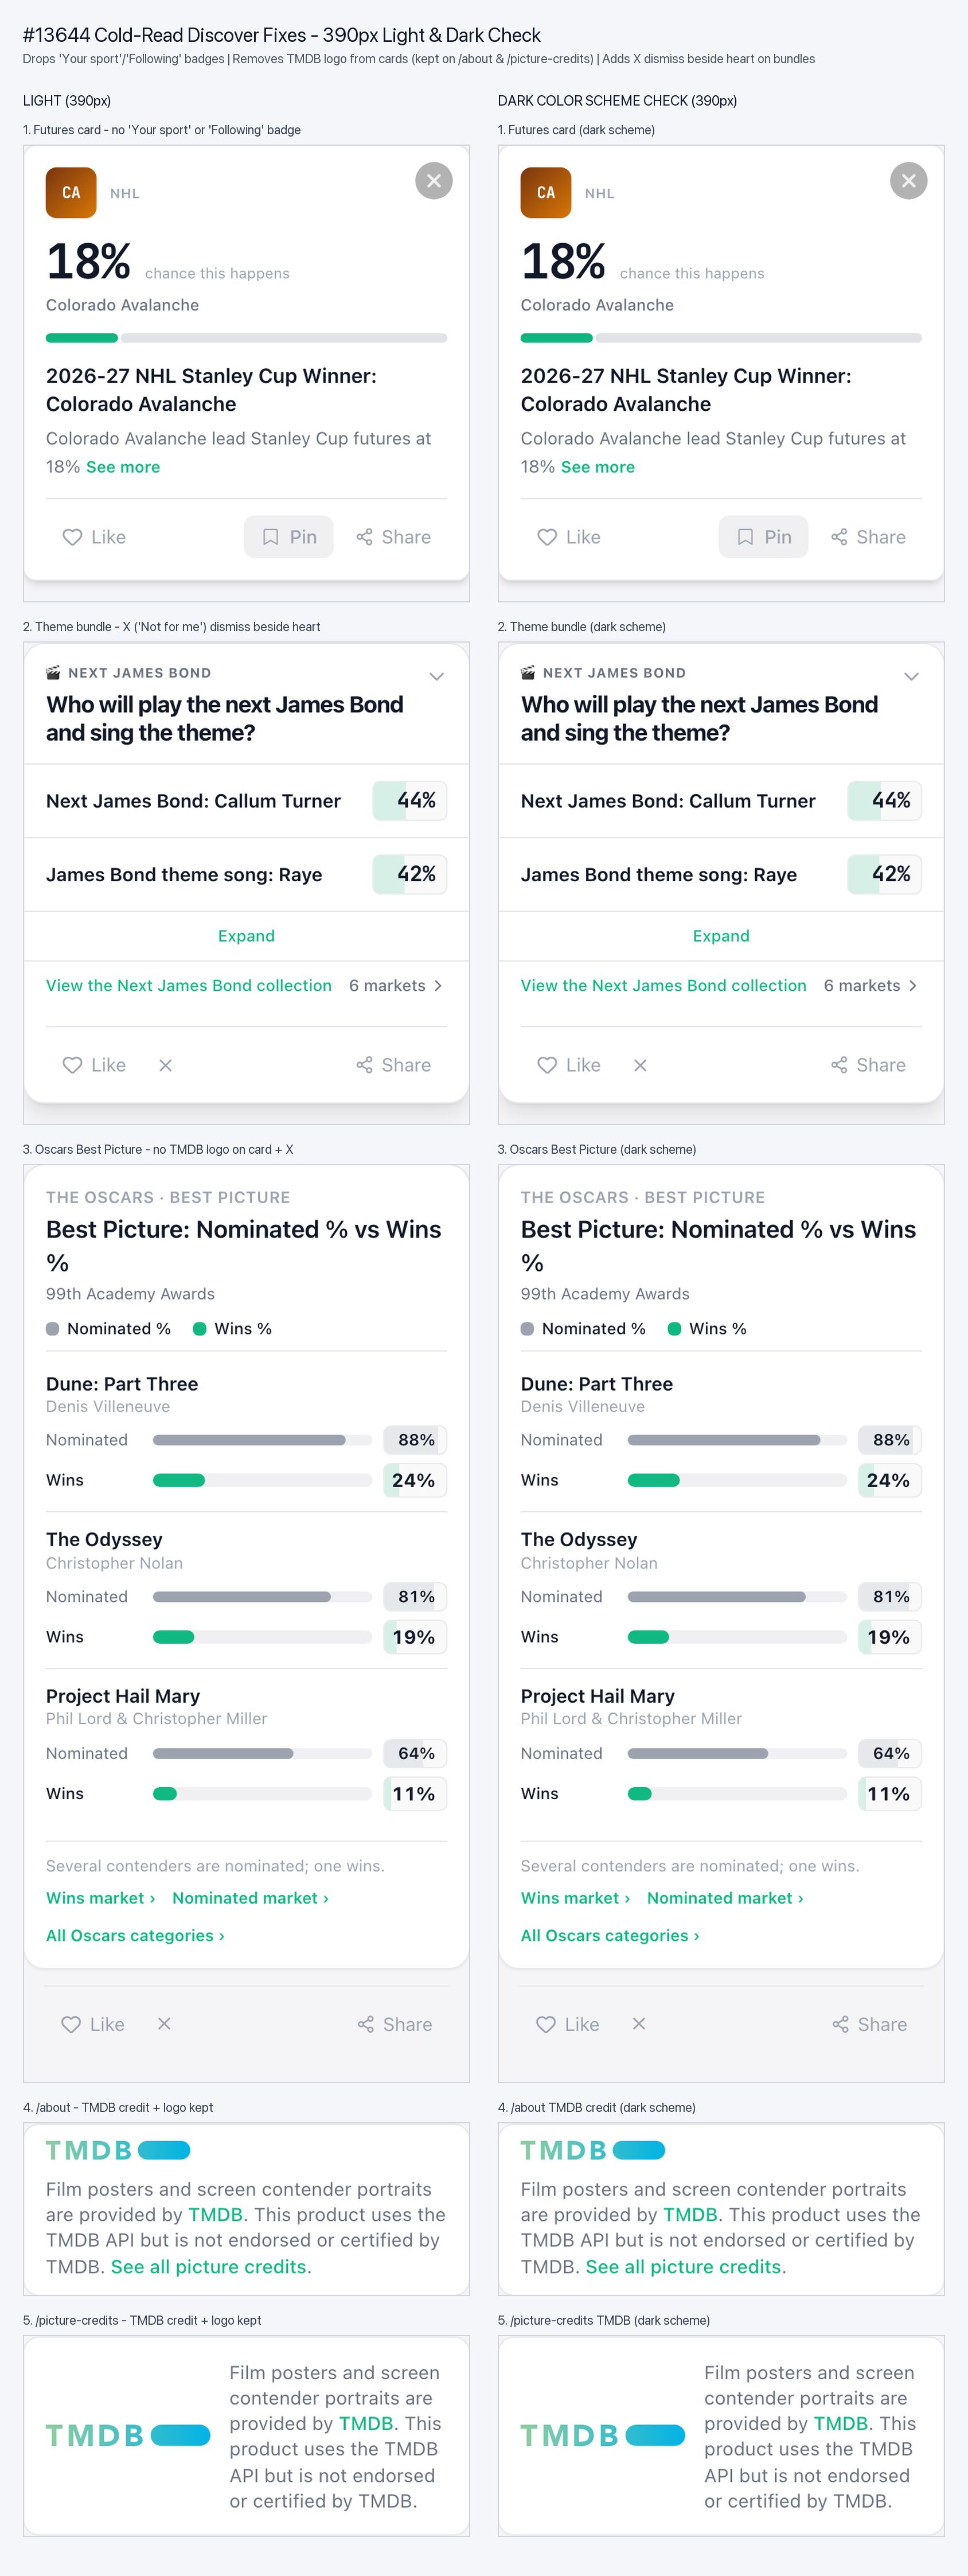 #13644 Cold-Read Discover Fixes - 390px Light & Dark Check
Drops 'Your sport'/'Following' badges | Removes TMDB logo from cards (kept on /about & /picture-credits) | Adds X dismiss beside heart on bundles
LIGHT (390px)
1. Futures card - no 'Your sport' or 'Following' badge
CA
NHL
18% chance this happens
Colorado Avalanche
2026-27 NHL Stanley Cup Winner:
Colorado Avalanche
Colorado Avalanche lead Stanley Cup futures at
18% See more
Like
Pin
Share
2. Theme bundle - X ('Not for me') dismiss beside heart
NEXT JAMES BOND
Who will play the next James Bond
and sing the theme?
Next James Bond: Callum Turner 44%
James Bond theme song: Raye 42%
Expand
View the Next James Bond collection 6 markets
Like
Share
3. Oscars Best Picture - no TMDB logo on card + X
THE OSCARS · BEST PICTURE
Best Picture: Nominated % vs Wins
%
99th Academy Awards
Nominated % Wins %
Dune: Part Three
Denis Villeneuve
Nominated 88%
Wins 24%
The Odyssey
Christopher Nolan
Nominated 81%
Wins 19%
Project Hail Mary
Phil Lord & Christopher Miller
Nominated 64%
Wins 11%
Several contenders are nominated; one wins.
Wins market › Nominated market ›
All Oscars categories ›
Like
Share
4. /about - TMDB credit + logo kept
TMDB
Film posters and screen contender portraits
are provided by TMDB. This product uses the
TMDB API but is not endorsed or certified by
TMDB. See all picture credits.
5. /picture-credits - TMDB credit + logo kept
TMDB
Film posters and screen
contender portraits are
provided by TMDB. This
product uses the TMDB
API but is not endorsed
or certified by TMDB.
DARK COLOR SCHEME CHECK (390px)
1. Futures card (dark scheme)
CA
NHL
18% chance this happens
Colorado Avalanche
2026-27 NHL Stanley Cup Winner:
Colorado Avalanche
Colorado Avalanche lead Stanley Cup futures at
18% See more
Like
Pin
Share
2. Theme bundle (dark scheme)
NEXT JAMES BOND
Who will play the next James Bond
and sing the theme?
Next James Bond: Callum Turner 44%
James Bond theme song: Raye 42%
Expand
View the Next James Bond collection 6 markets
Like
Share
3. Oscars Best Picture (dark scheme)
THE OSCARS · BEST PICTURE
Best Picture: Nominated % vs Wins
%
99th Academy Awards
Nominated % Wins %
Dune: Part Three
Denis Villeneuve
Nominated 88%
Wins 24%
The Odyssey
Christopher Nolan
Nominated 81%
Wins 19%
Project Hail Mary
Phil Lord & Christopher Miller
Nominated 64%
Wins 11%
Several contenders are nominated; one wins.
Wins market › Nominated market ›
All Oscars categories ›
Like
Share
4. /about TMDB credit (dark scheme)
TMDB
Film posters and screen contender portraits
are provided by TMDB. This product uses the
TMDB API but is not endorsed or certified by
TMDB. See all picture credits.
5. /picture-credits TMDB (dark scheme)
TMDB
Film posters and screen
contender portraits are
provided by TMDB. This
product uses the TMDB
API but is not endorsed
or certified by TMDB.